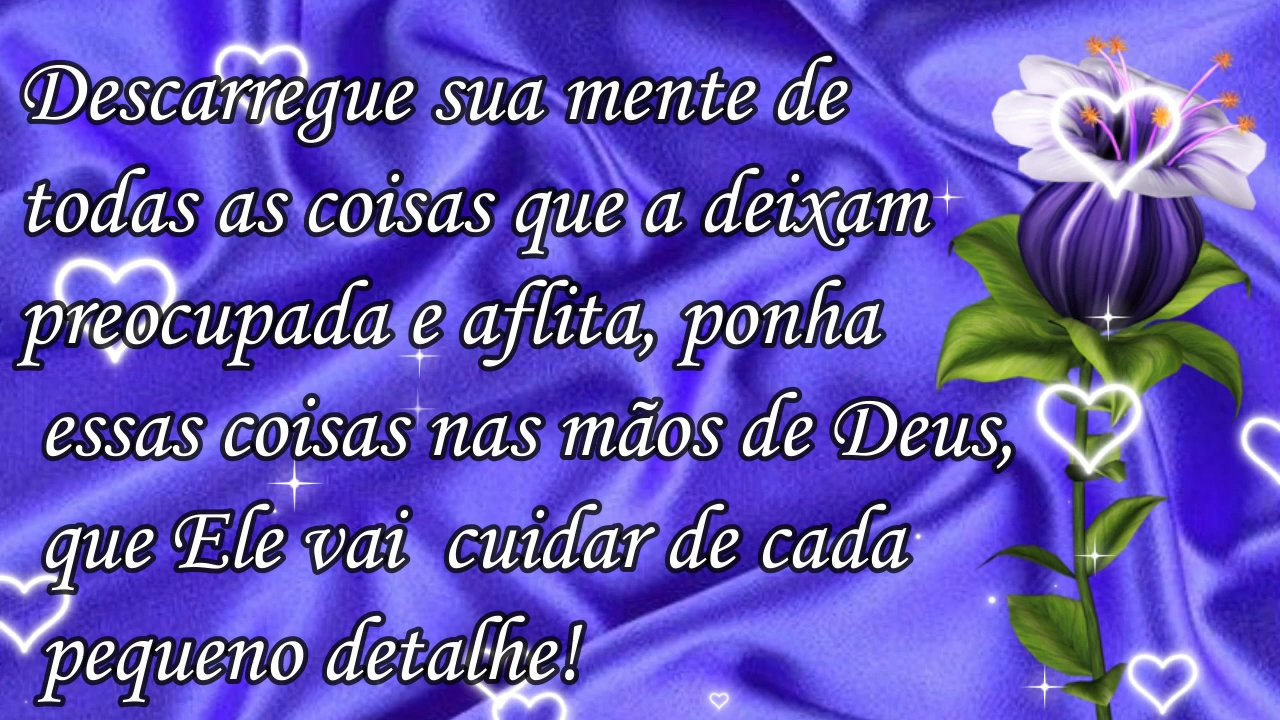 Descarregue sua mente de
todas as coisas que a deixam
preocupada e aflita, ponha
essas coisas nas mãos de Deus,
que Ele vai cuidar de cada
pequeno detalhe!